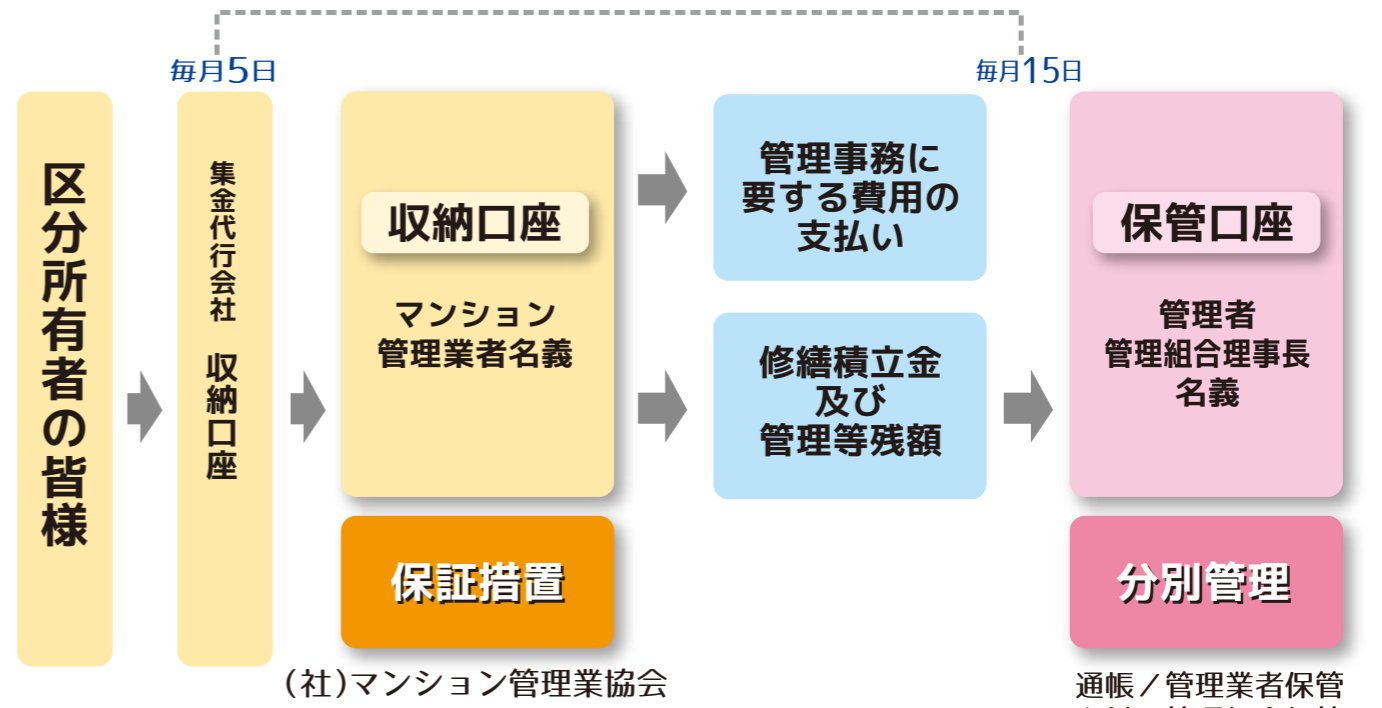 毎月5日
毎月15日
区分所有者の皆様
集金代行会社 収納口座
収納口座
マンション
管理業者名義
管理事務に
要する費用の
支払い
修繕積立金
及び
管理等残額
保管口座
管理者
管理組合理事長
名義
保証措置
分別管理
(社)マンション管理業協会
通帳／管理業者保管